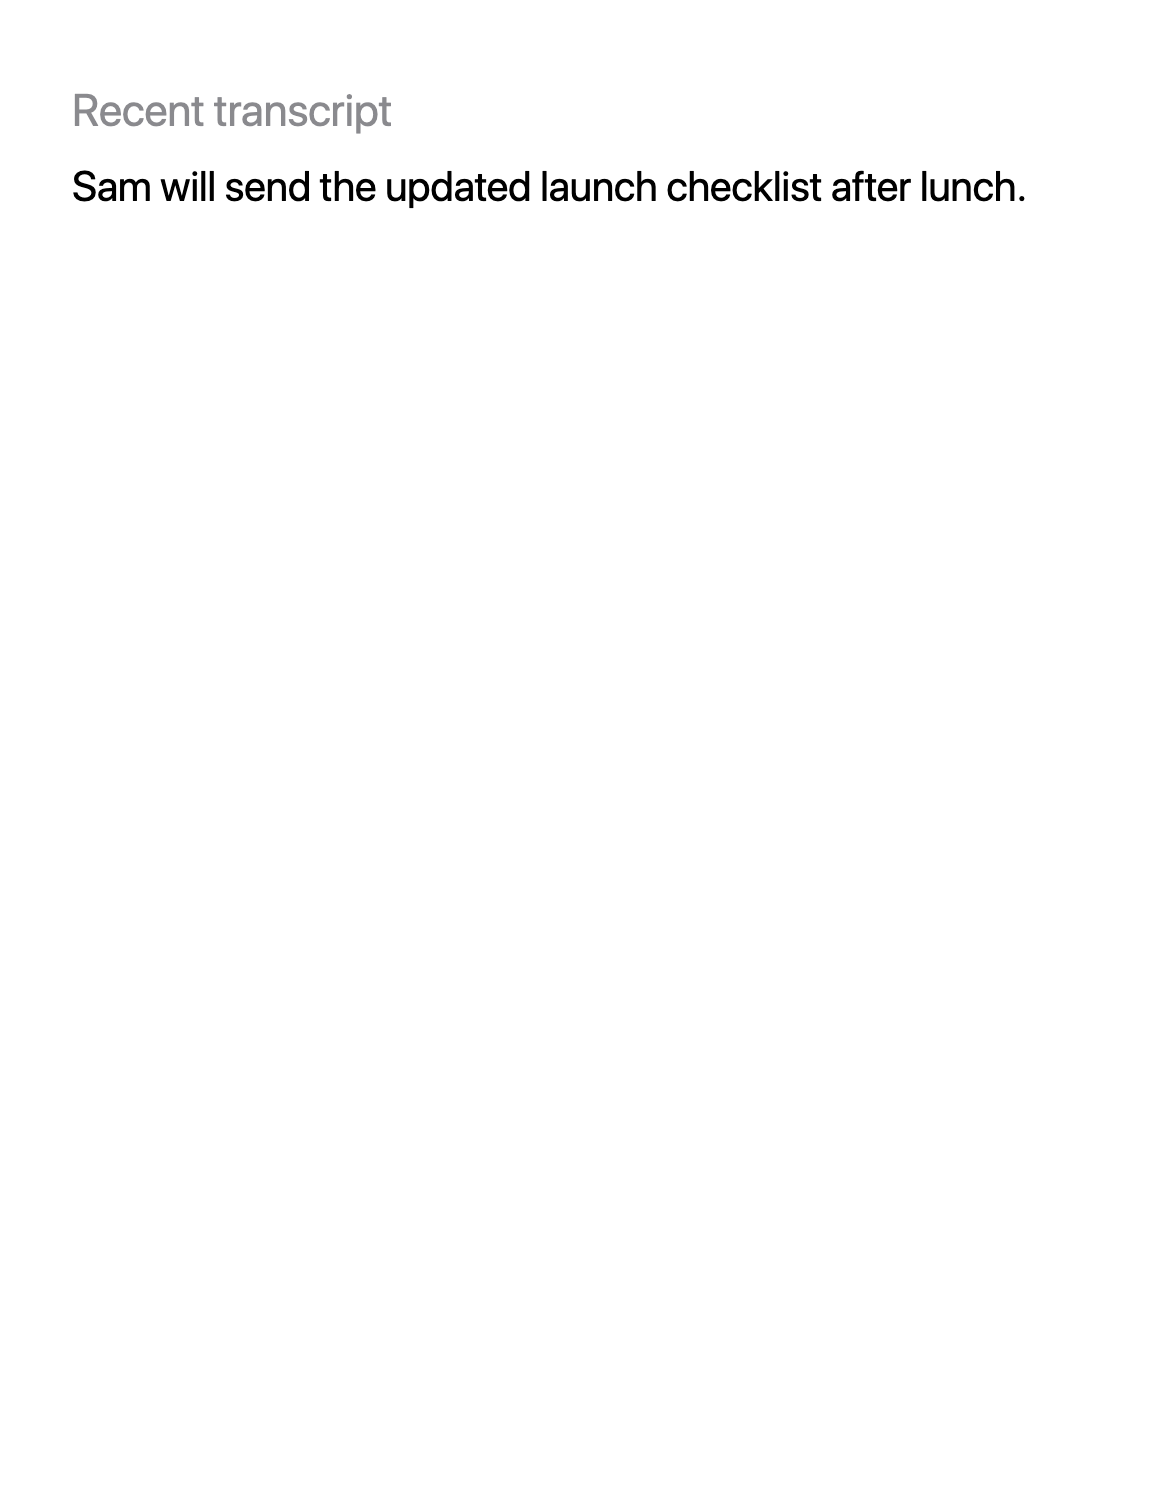 Recent transcript
Sam will send the updated launch checklist after lunch.